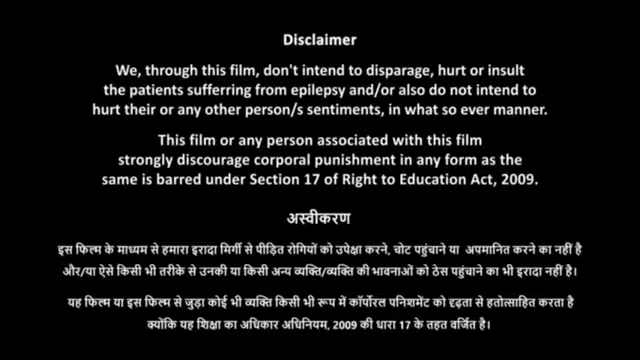 Disclaimer
We, through this film, don't intend to disparage, hurt or insult
the patients suffering from epilepsy and/or also do not intend to
hurt their or any other person/s sentiments, in what so ever manner.
This film or any person associated with this film
strongly discourage corporal punishment in any form as the
same is barred under Section 17 of Right to Education Act, 2009.
अस्वीकरण
इस फिल्म के माध्यम से हमारा इरादा मिर्गी से पीड़ित रोगियों को उपेक्षा करने, चोट पहुंचाने या अपमानित करने का नहीं है
और/या ऐसे किसी भी तरीके से उनकी या किसी अन्य व्यक्ति/व्यक्ति की भावनाओं को ठेस पहुंचाने का भी इरादा नहीं है।
यह फिल्म या इस फिल्म से जुड़ा कोई भी व्यक्ति किसी भी रूप में कॉर्पोरल पनिशमेंट को दृढ़ता से हतोत्साहित करता है
क्योंकि यह शिक्षा का अधिकार अधिनियम, 2009 की धारा 17 के तहत वर्जित है।